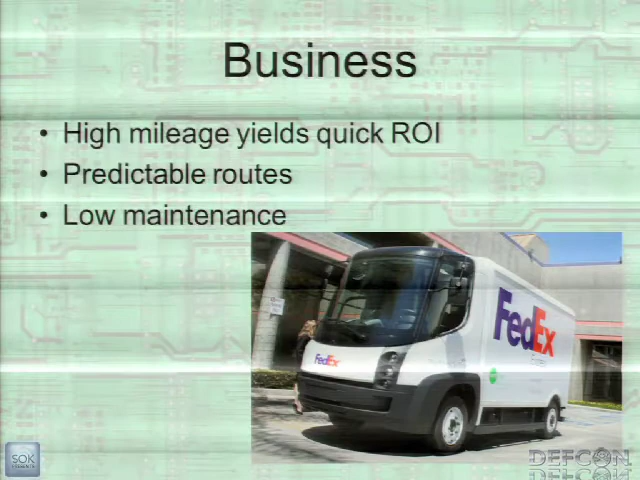 Business
• High mileage yields quick ROI
• Predictable routes
• Low maintenance
FedEx
FedEx
SOK
DEFCON